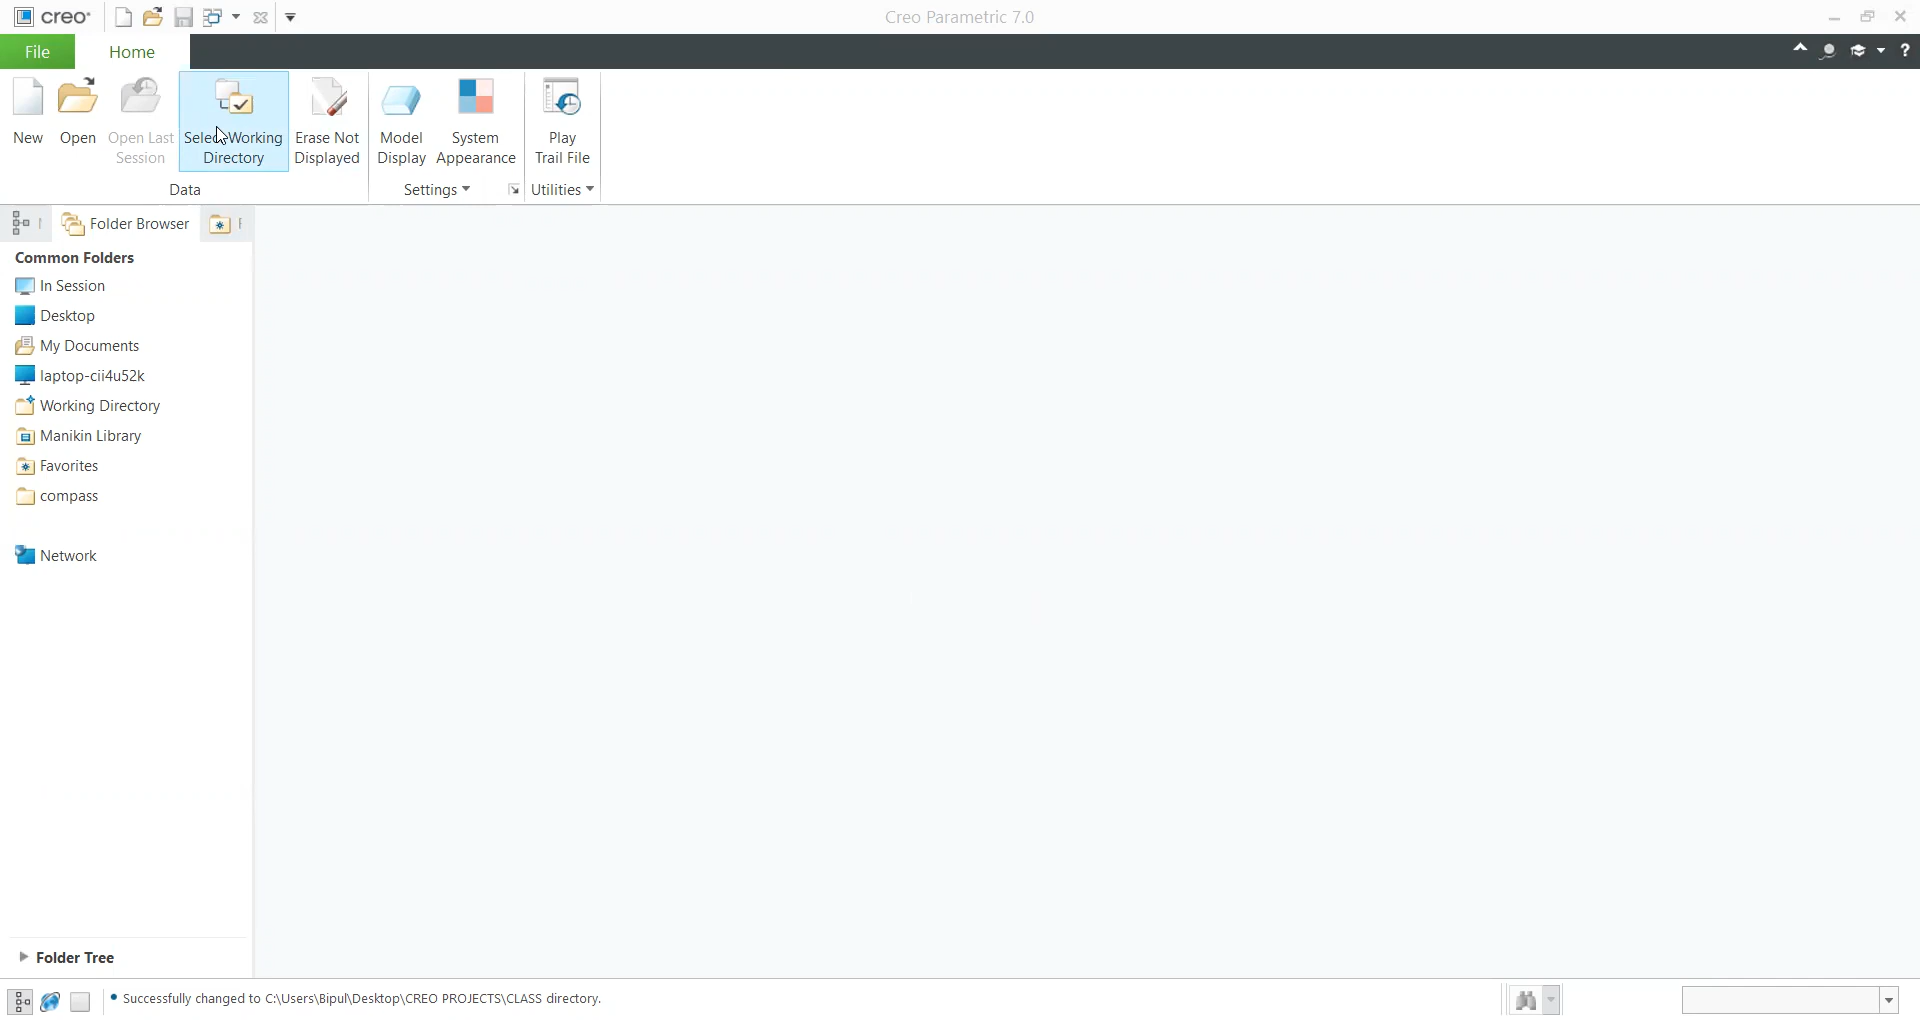 creo
Creo Parametric 7.0
File
Home
?
New
Open
Open Last
Session
Select Working
Directory
Erase Not
Displayed
Model
Display
System
Appearance
Play
Trail File
Data
Settings
Utilities
Folder Browser
Common Folders
In Session
Desktop
My Documents
laptop-cii4u52k
Working Directory
Manikin Library
Favorites
compass
Network
Folder Tree
Successfully changed to C:\Users\Bipul\Desktop\CREO PROJECTS\CLASS directory.